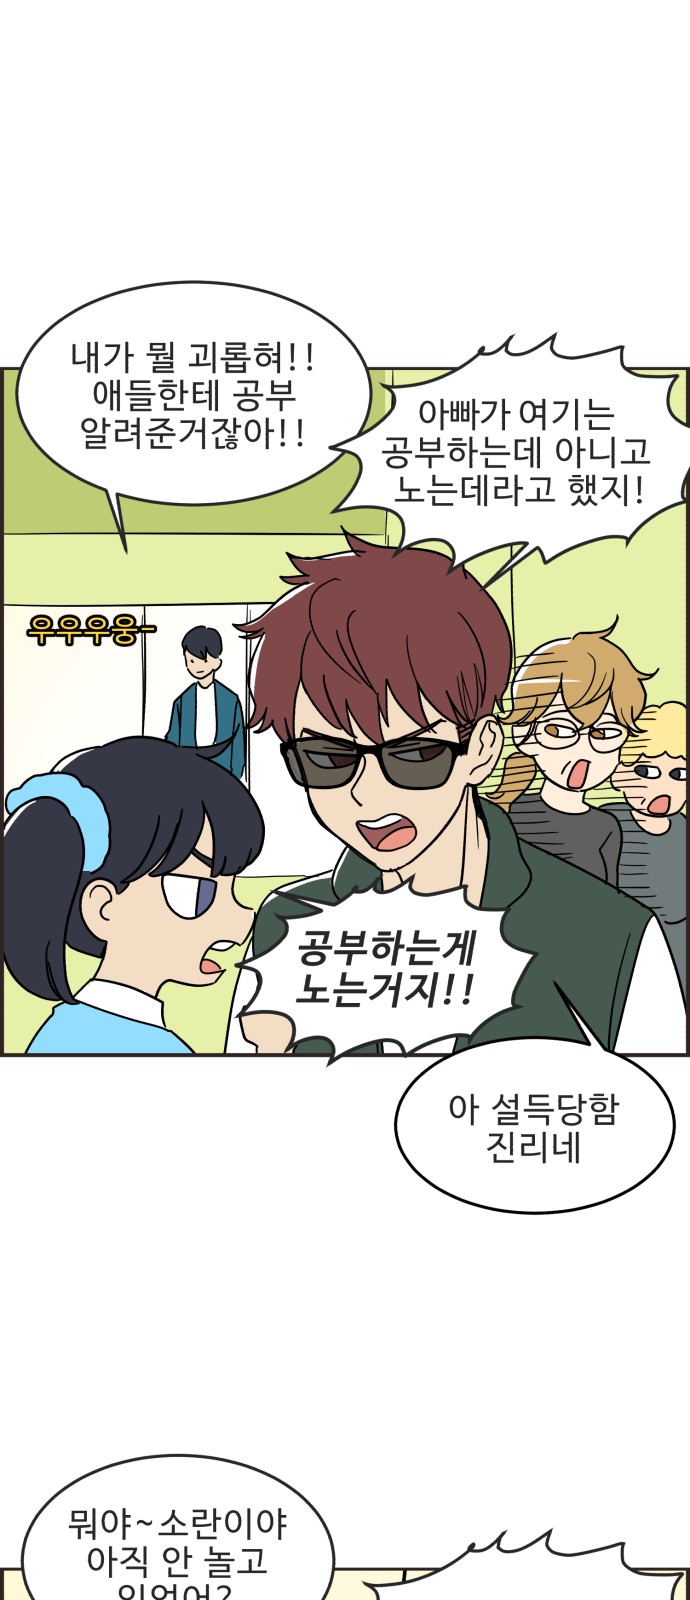 내가 뭘 괴롭혀!!
애들한테 공부
알려준거잖아!!
아빠가 여기는
공부하는데 아니고
노는데라고 했지!
우우우웅-
공부하는게
노는거지!!
아 설득당함
진리네
뭐야~소란이야
아직 안 놀고
있었어?